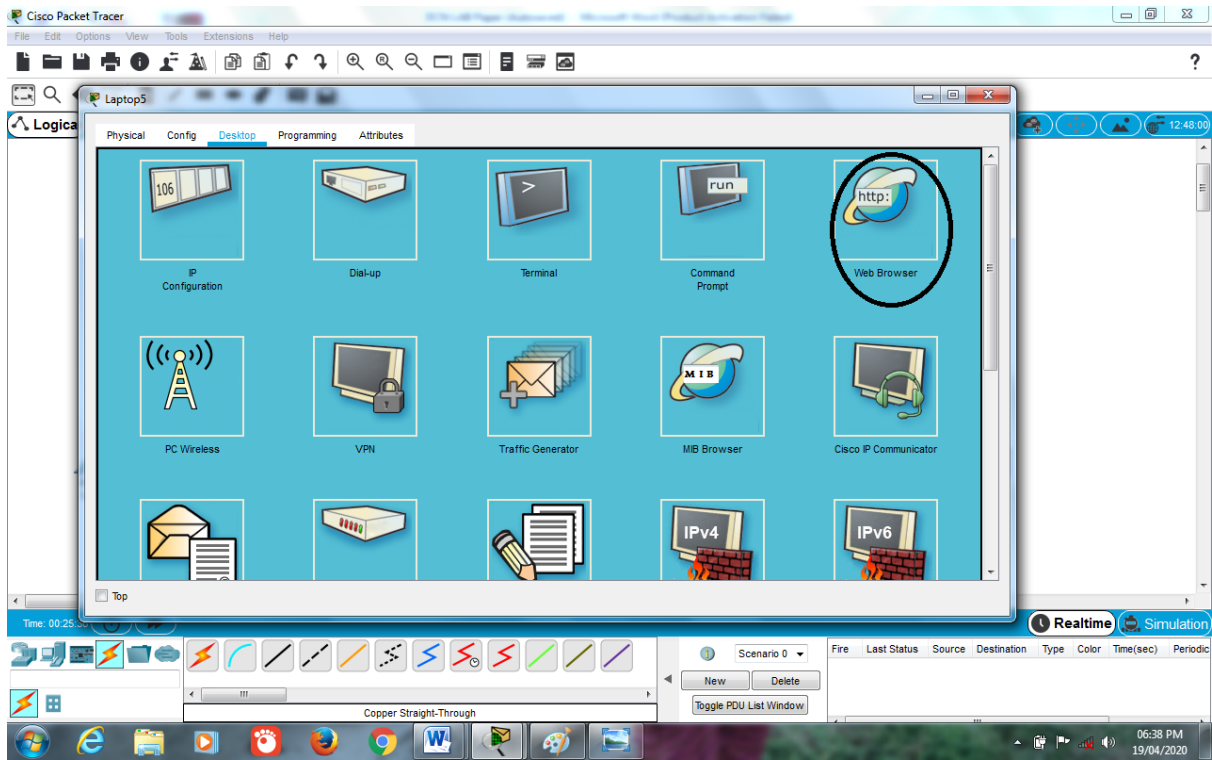 Cisco Packet Tracer
File Edit Options View Tools Extensions Help
?
Laptop5
Logica
12:48:00
Physical Config Desktop Programming Attributes
106
>
run
http:
IP
Configuration
Dial-up
Terminal
Command
Prompt
Web Browser
MIB
PC Wireless
VPN
Traffic Generator
MIB Browser
Cisco IP Communicator
IPv4
IPv6
Top
Realtime
Simulation
Scenario 0
Fire Last Status Source Destination Type Color Time(sec) Periodic
New Delete
Toggle PDU List Window
Copper Straight-Through
06:38 PM
19/04/2020